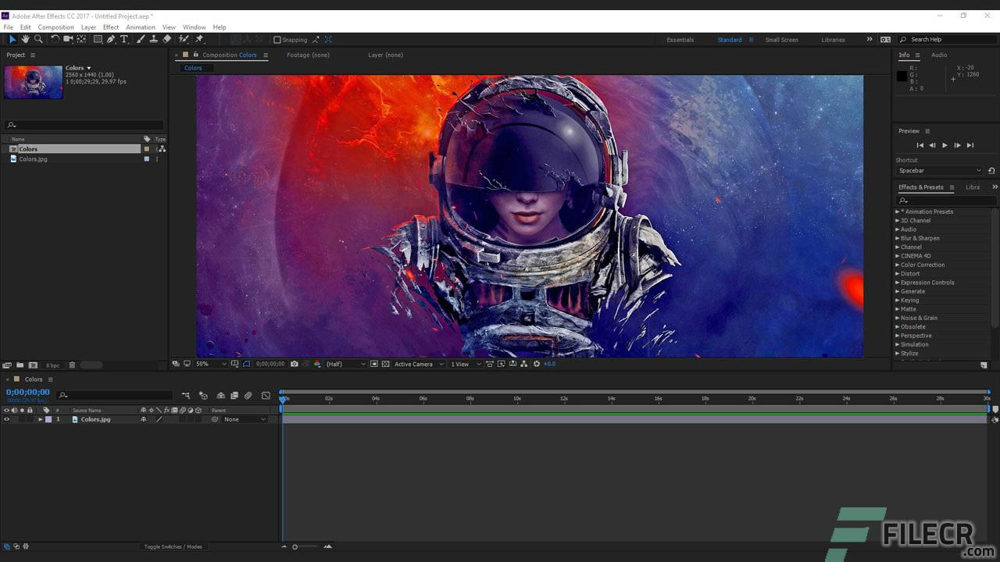 Adobe After Effects CC 2017 - Untitled Project.aep *
File Edit Composition Layer Effect Animation View Window Help
Snapping
Essentials Standard Small Screen Libraries
Search Help
Project
Colors
2560 x 1440 (1.00)
1 0;00;29;29, 29.97 fps
Name Type
Colors
Colors.jpg
8 bpc
Composition Colors Footage (none) Layer (none)
Colors
50% 0;00;00;00 (Half) Active Camera 1 View +0.0
Info Audio
R :
G :
B :
A : 0
X : -20
Y : 1260
Preview
Shortcut
Spacebar
Effects & Presets Libra
* Animation Presets
3D Channel
Audio
Blur & Sharpen
Channel
CINEMA 4D
Color Correction
Distort
Expression Controls
Generate
Keying
Matte
Noise & Grain
Obsolete
Perspective
Simulation
Stylize
Colors
0;00;00;00
00000 (29.97 fps)
# Source Name Parent
1 Colors.jpg None
02s 04s 06s 08s 10s 12s 14s 16s 18s 20s 22s 24s 26s 28s 30s
Toggle Switches / Modes
FILECR
.com